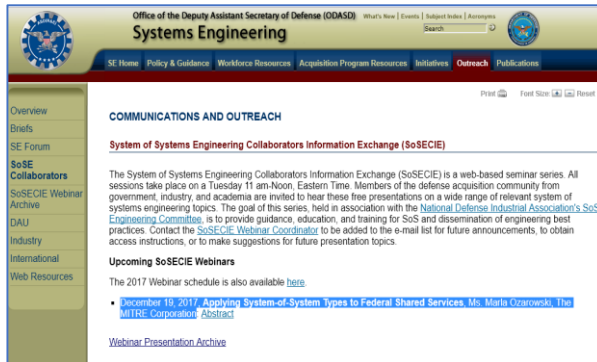 Office of the Deputy Assistant Secretary of Defense (ODASD)
What's New | Events | Subject Index | Acronyms
Systems Engineering
Search
SE Home Policy & Guidance Workforce Resources Acquisition Program Resources Initiatives Outreach Publications
Print Font Size: Reset
Overview
Briefs
SE Forum
SoSE
Collaborators
SoSECIE Webinar
Archive
DAU
Industry
International
Web Resources
COMMUNICATIONS AND OUTREACH
System of Systems Engineering Collaborators Information Exchange (SoSECIE)
The System of Systems Engineering Collaborators Information Exchange (SoSECIE) is a web-based seminar series. All
sessions take place on a Tuesday 11 am-Noon, Eastern Time. Members of the defense acquisition community from
government, industry, and academia are invited to hear these free presentations on a wide range of relevant system of
systems engineering topics. The goal of this series, held in association with the National Defense Industrial Association's SoS
Engineering Committee, is to provide guidance, education, and training for SoS and dissemination of engineering best
practices. Contact the SoSECIE Webinar Coordinator to be added to the e-mail list for future announcements, to obtain
access instructions, or to make suggestions for future presentation topics.
Upcoming SoSECIE Webinars
The 2017 Webinar schedule is also available here.
• December 19, 2017, Applying System-of-System Types to Federal Shared Services, Ms. Marla Ozarowski, The
MITRE Corporation: Abstract
Webinar Presentation Archive